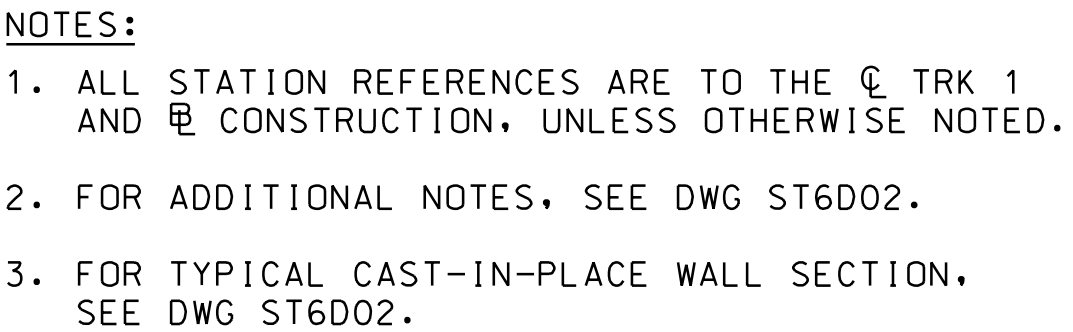 NOTES:
1. ALL STATION REFERENCES ARE TO THE ℄ TRK 1
AND BL CONSTRUCTION, UNLESS OTHERWISE NOTED.
2. FOR ADDITIONAL NOTES, SEE DWG ST6D02.
3. FOR TYPICAL CAST-IN-PLACE WALL SECTION,
SEE DWG ST6D02.